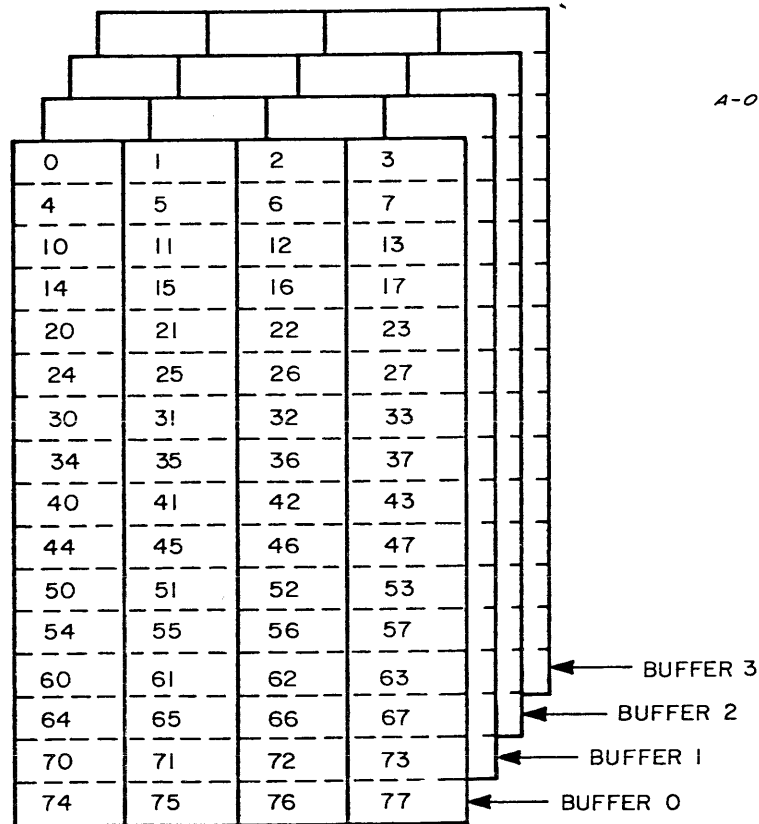 A-0
0 1 2 3
4 5 6 7
10 11 12 13
14 15 16 17
20 21 22 23
24 25 26 27
30 31 32 33
34 35 36 37
40 41 42 43
44 45 46 47
50 51 52 53
54 55 56 57
60 61 62 63
BUFFER 3
64 65 66 67
BUFFER 2
70 71 72 73
BUFFER 1
74 75 76 77
BUFFER 0